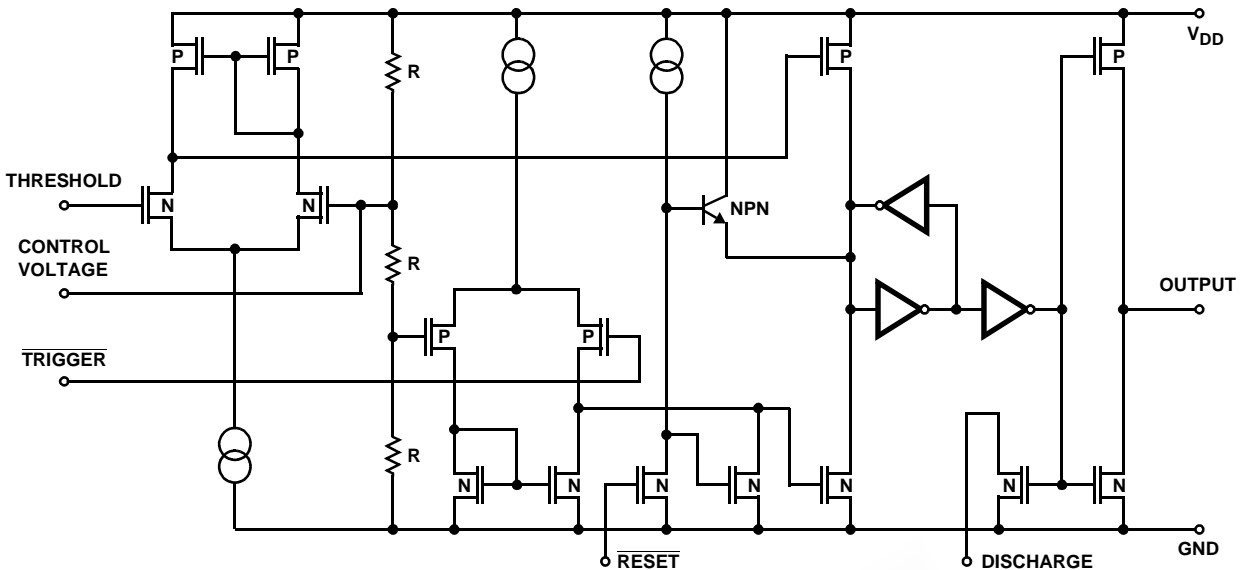 V_DD
P
P
R
P
P
THRESHOLD
N
N
NPN
CONTROL
VOLTAGE
R
OUTPUT
P
P
TRIGGER
R
N
N
N
N
N
N
N
GND
RESET
DISCHARGE